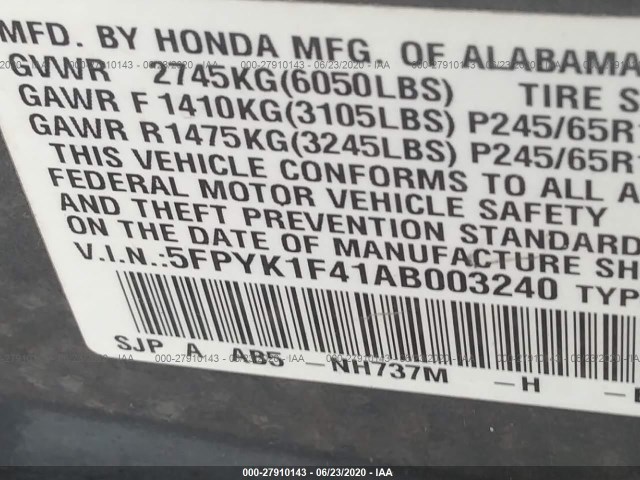 MFD. BY HONDA MFG OF ALABAMA
GVWR 2745KG(6050LBS) TIRE S
GAWR F 1410KG(3105LBS) P245/65R
GAWR R1475KG(3245LBS) P245/65R
THIS VEHICLE CONFORMS TO ALL A
FEDERAL MOTOR VEHICLE SAFETY
AND THEFT PREVENTION STANDARD
ON THE DATE OF MANUFACTURE SH
V.I.N.:5FPYK1F41AB003240 TYP
SJP A AB5 -NH737M -H
000-27910143 - 06/23/2020 - IAA